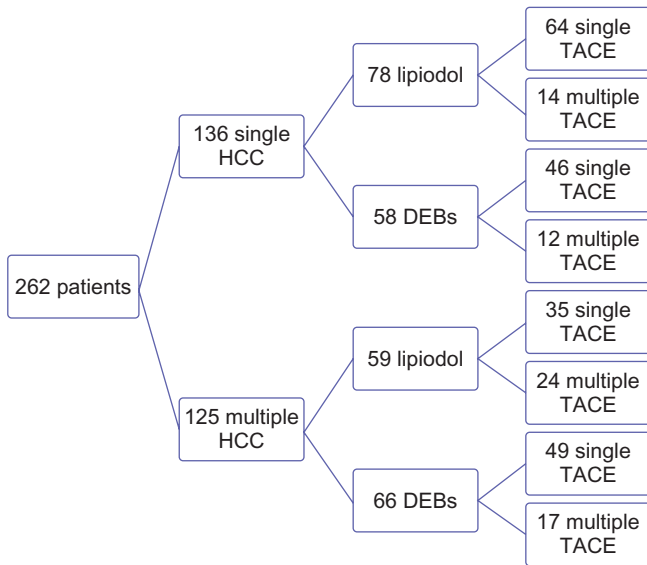 262 patients
136 single
HCC
125 multiple
HCC
78 lipiodol
58 DEBs
59 lipiodol
66 DEBs
64 single
TACE
14 multiple
TACE
46 single
TACE
12 multiple
TACE
35 single
TACE
24 multiple
TACE
49 single
TACE
17 multiple
TACE